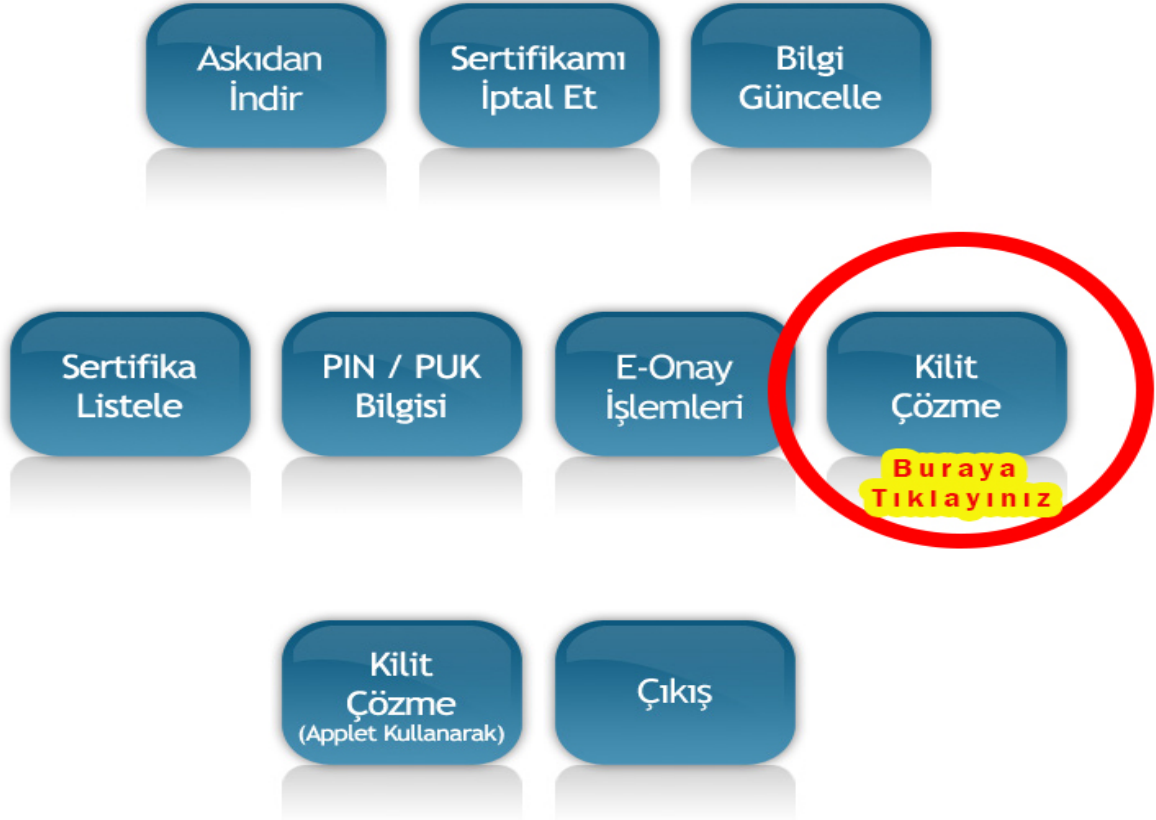 Askıdan
İndir
Sertifikamı
İptal Et
Bilgi
Güncelle
Sertifika
Listele
PIN / PUK
Bilgisi
E-Onay
İşlemleri
Kilit
Çözme
Buraya
Tıklayınız
Kilit
Çözme
(Applet Kullanarak)
Çıkış